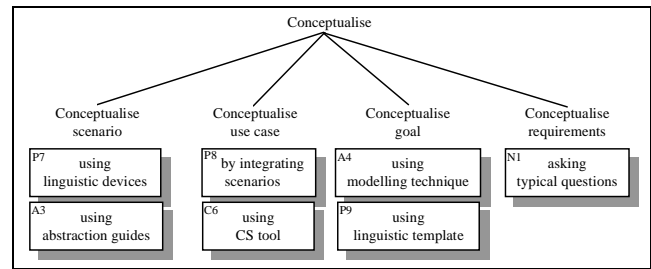 Conceptualise
Conceptualise
scenario
Conceptualise
use case
Conceptualise
goal
Conceptualise
requirements
P7
using
linguistic devices
P8
by integrating
scenarios
A4
using
modelling technique
N1
asking
typical questions
A3
using
abstraction guides
C6
using
CS tool
P9
using
linguistic template